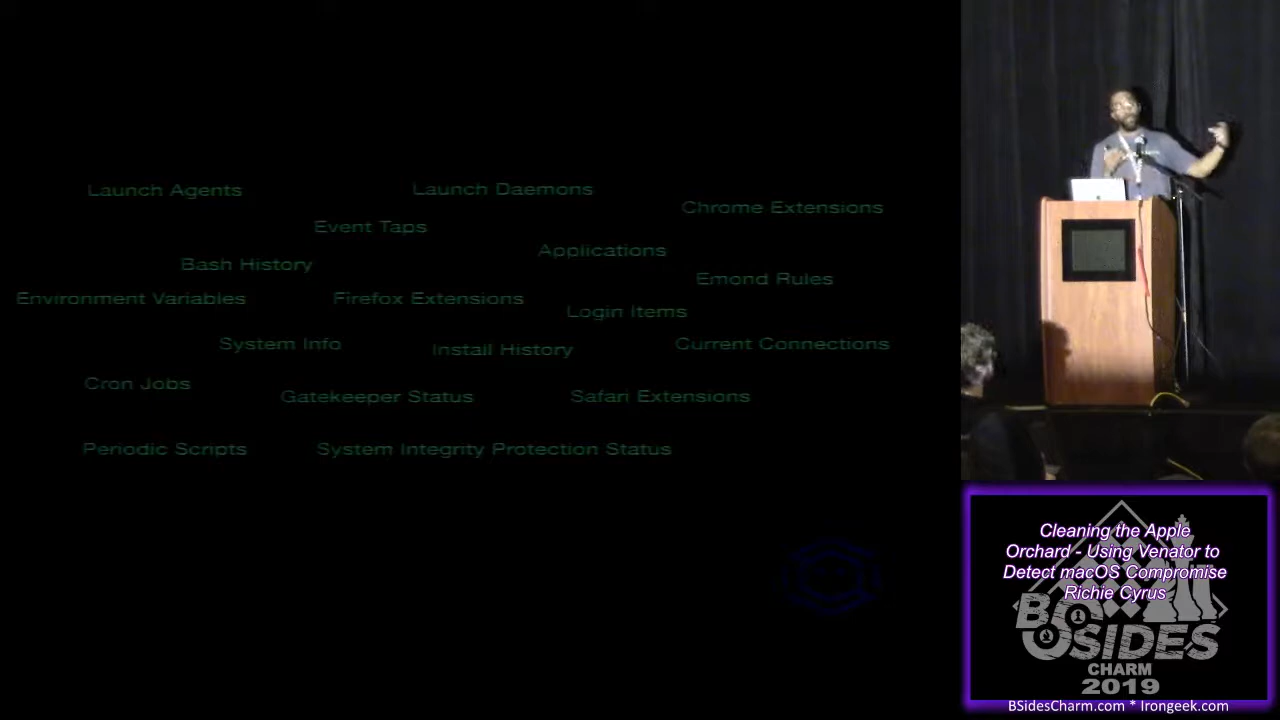 Launch Agents
Launch Daemons
Chrome Extensions
Event Taps
Applications
Bash History
Emond Rules
Environment Variables
Firefox Extensions
Login Items
System Info
Install History
Current Connections
Cron Jobs
Gatekeeper Status
Safari Extensions
Periodic Scripts
System Integrity Protection Status
Cleaning the Apple
Orchard - Using Venator to
Detect macOS Compromise
Richie Cyrus
BSIDES
CHARM
2019
BSidesCharm.com * Irongeek.com